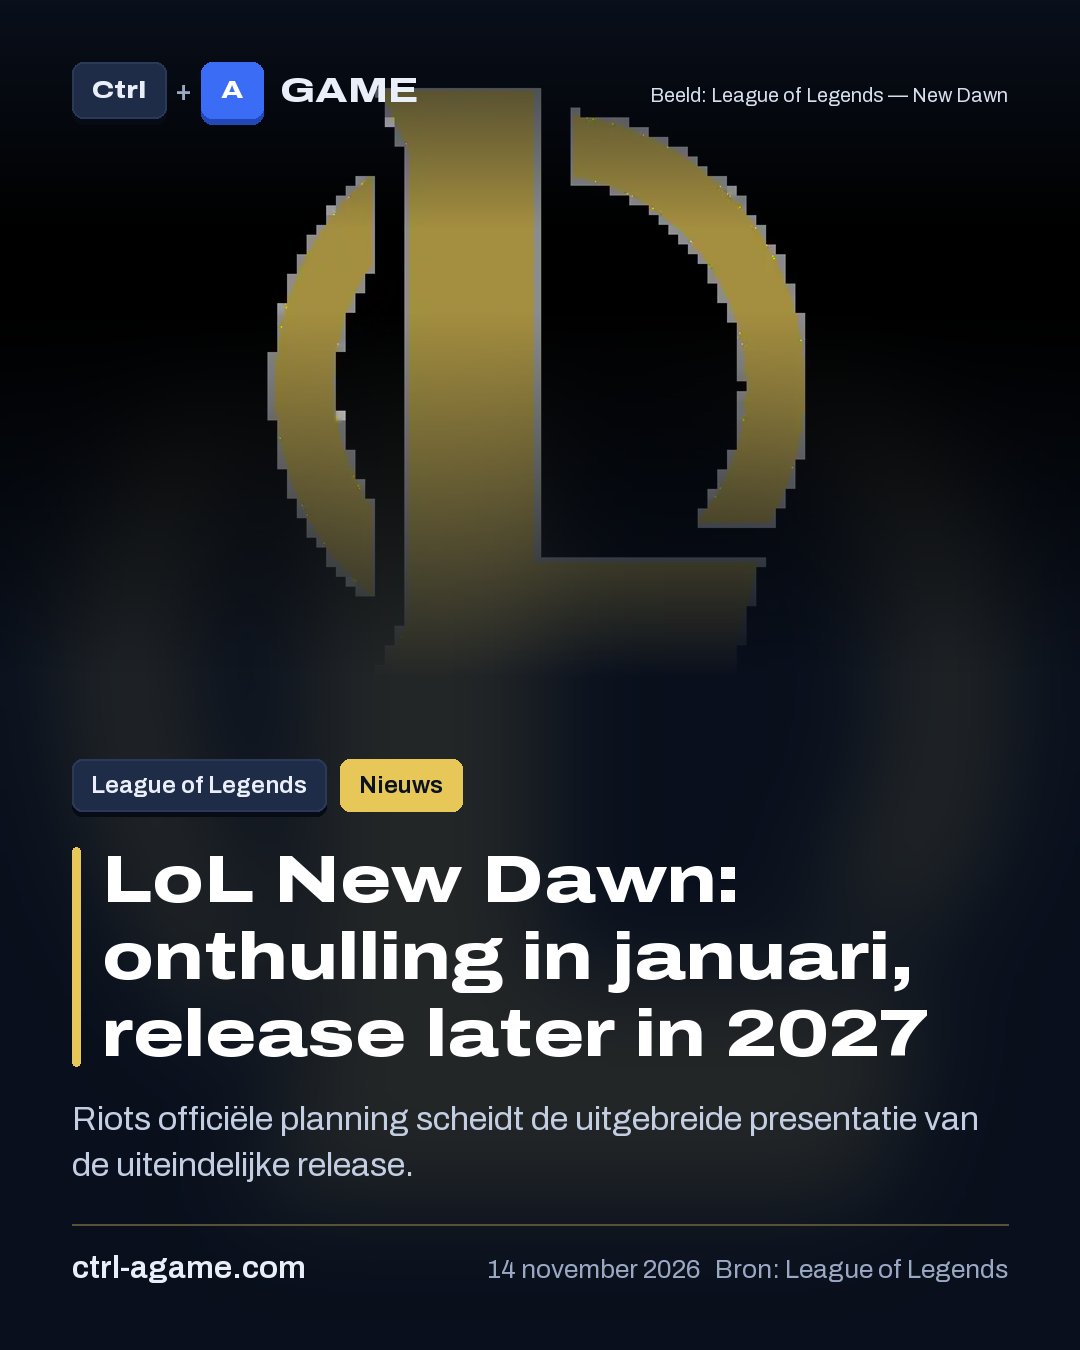 Ctrl + A GAME
Beeld: League of Legends — New Dawn
League of Legends
Nieuws
LoL New Dawn:
onthulling in januari,
release later in 2027
Riots officiële planning scheidt de uitgebreide presentatie van
de uiteindelijke release.
ctrl-agame.com
14 november 2026 Bron: League of Legends